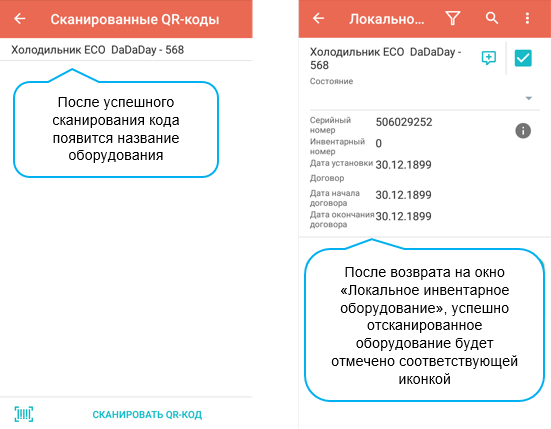 Сканированные QR-коды
Холодильник ECO DaDaDay - 568
После успешного
сканирования кода
появится название
оборудования
СКАНИРОВАТЬ QR-КОД
Локально...
Холодильник ECO DaDaDay -
568
Состояние
Серийный
номер
506029252
Инвентарный
номер
0
Дата установки 30.12.1899
Договор
Дата начала
договора
30.12.1899
Дата окончания
договора
30.12.1899
После возврата на окно
«Локальное инвентарное
оборудование», успешно
отсканированное
оборудование будет
отмечено соответствующей
иконкой